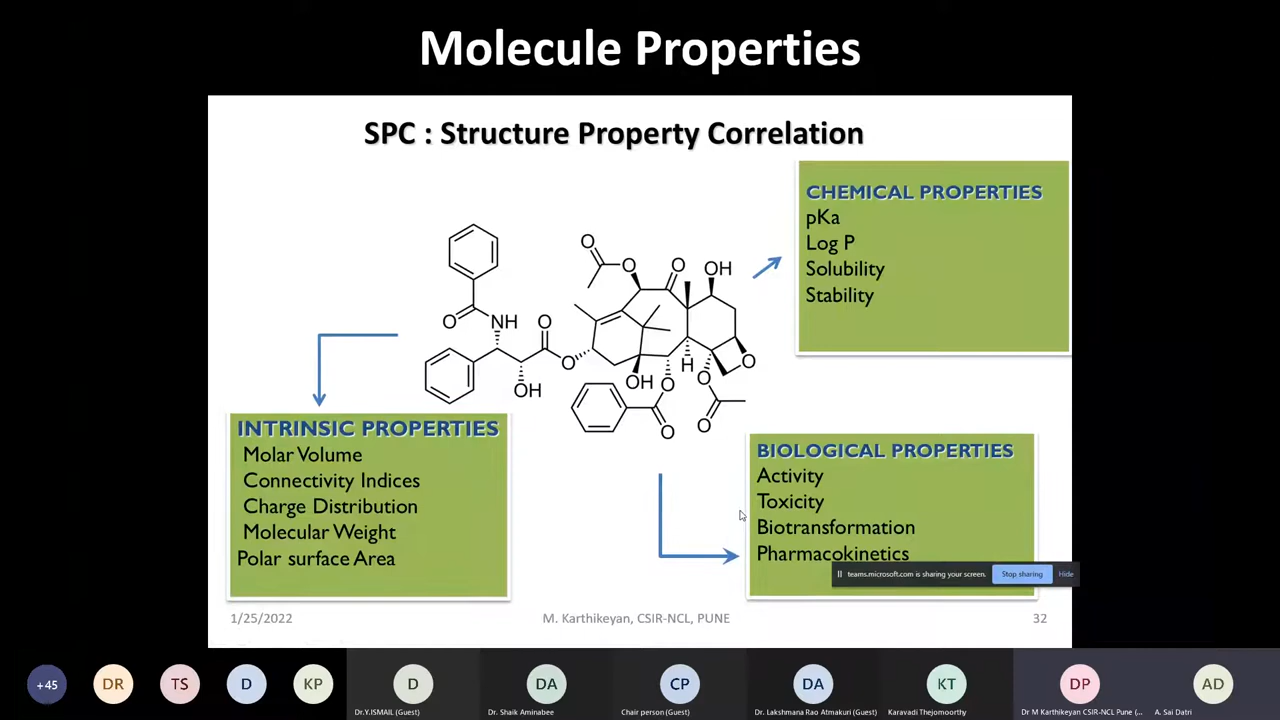 Molecule Properties
SPC : Structure Property Correlation
CHEMICAL PROPERTIES
pKa
Log P
Solubility
Stability
O
O
O
OH
O
NH
O
O
OH
OH
O
O
H
O
O
O
INTRINSIC PROPERTIES
Molar Volume
Connectivity Indices
Charge Distribution
Molecular Weight
Polar surface Area
BIOLOGICAL PROPERTIES
Activity
Toxicity
Biotransformation
Pharmacokinetics
teams.microsoft.com is sharing your screen. Stop sharing Hide
1/25/2022 M. Karthikeyan, CSIR-NCL, PUNE 32
+45 DR TS D KP D DA CP DA KT DP AD
Dr.Y.ISMAIL (Guest) Dr. Shaik Aminabee Chair person (Guest) Dr. Lakshmana Rao Atmakuri (Guest) Karavadi Thejomoorthy Dr M Karthikeyan CSIR-NCL Pune (... A. Sai Datri